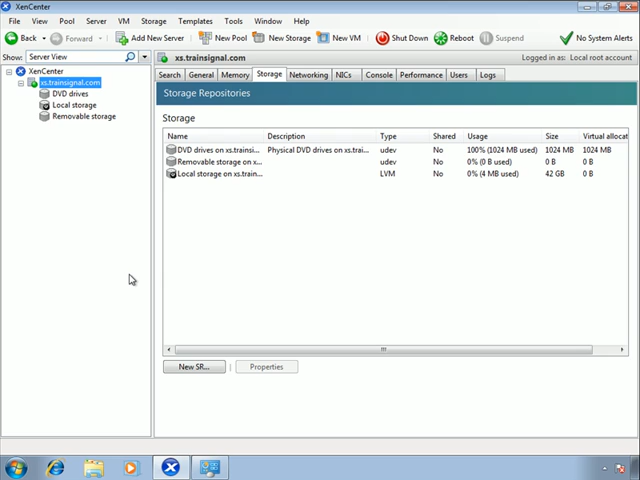 XenCenter
File View Pool Server VM Storage Templates Tools Window Help
Back Forward Add New Server New Pool New Storage New VM Shut Down Reboot Suspend No System Alerts
Show: Server View
xs.trainsignal.com Logged in as: Local root account
XenCenter
xs.trainsignal.com
DVD drives
Local storage
Removable storage
Search General Memory Storage Networking NICs Console Performance Users Logs
Storage Repositories
Storage
Name Description Type Shared Usage Size Virtual allocat
DVD drives on xs.trainsi... Physical DVD drives on xs.trai... udev No 100% (1024 MB used) 1024 MB 1024 MB
Removable storage on x... udev No 0% (0 B used) 0 B 0 B
Local storage on xs.train... LVM No 0% (4 MB used) 42 GB 0 B
New SR... Properties